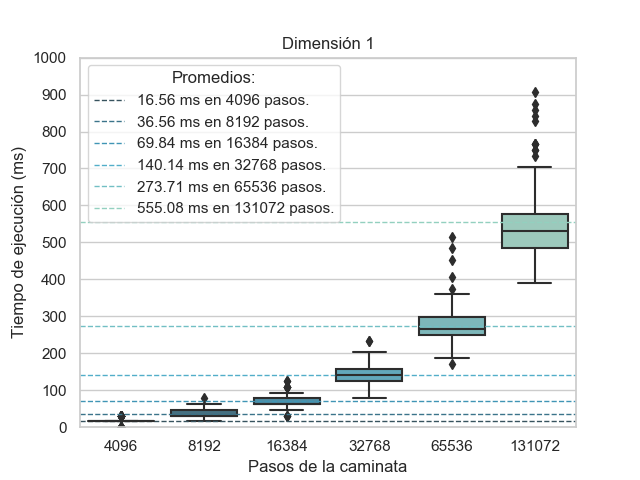 Dimensión 1
Tiempo de ejecución (ms)
1000
900
800
700
600
500
400
300
200
100
0
Promedios:
16.56 ms en 4096 pasos.
36.56 ms en 8192 pasos.
69.84 ms en 16384 pasos.
140.14 ms en 32768 pasos.
273.71 ms en 65536 pasos.
555.08 ms en 131072 pasos.
4096 8192 16384 32768 65536 131072
Pasos de la caminata